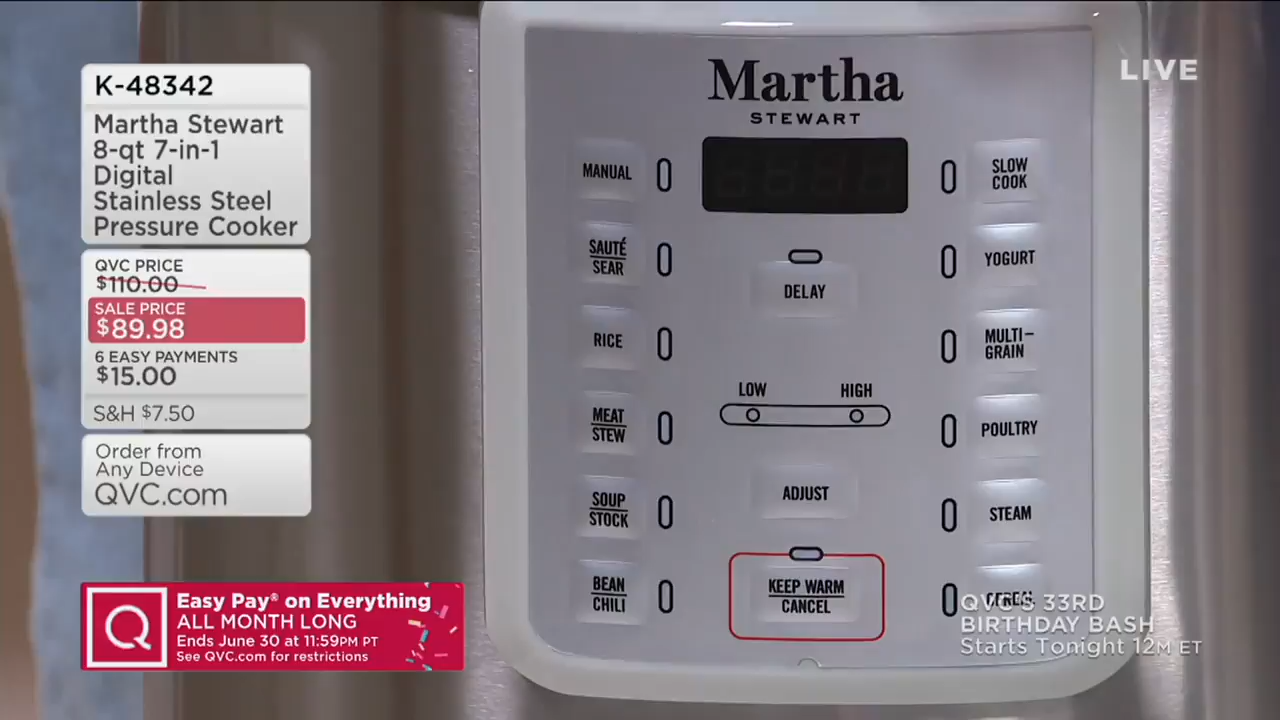 K-48342
Martha Stewart
8-qt 7-in-1
Digital
Stainless Steel
Pressure Cooker
QVC PRICE
$110.00
SALE PRICE
$89.98
6 EASY PAYMENTS
$15.00
S&H $7.50
Order from
Any Device
QVC.com
Q
Easy Pay® on Everything
ALL MONTH LONG
Ends June 30 at 11:59PM PT
See QVC.com for restrictions
Martha
STEWART
MANUAL
SAUTÉ
SEAR
RICE
MEAT
STEW
SOUP
STOCK
BEAN
CHILI
DELAY
LOW HIGH
ADJUST
KEEP WARM
CANCEL
SLOW
COOK
YOGURT
MULTI-
GRAIN
POULTRY
STEAM
CEREAL
LIVE
QVC'S 33RD
BIRTHDAY BASH
Starts Tonight 12M ET